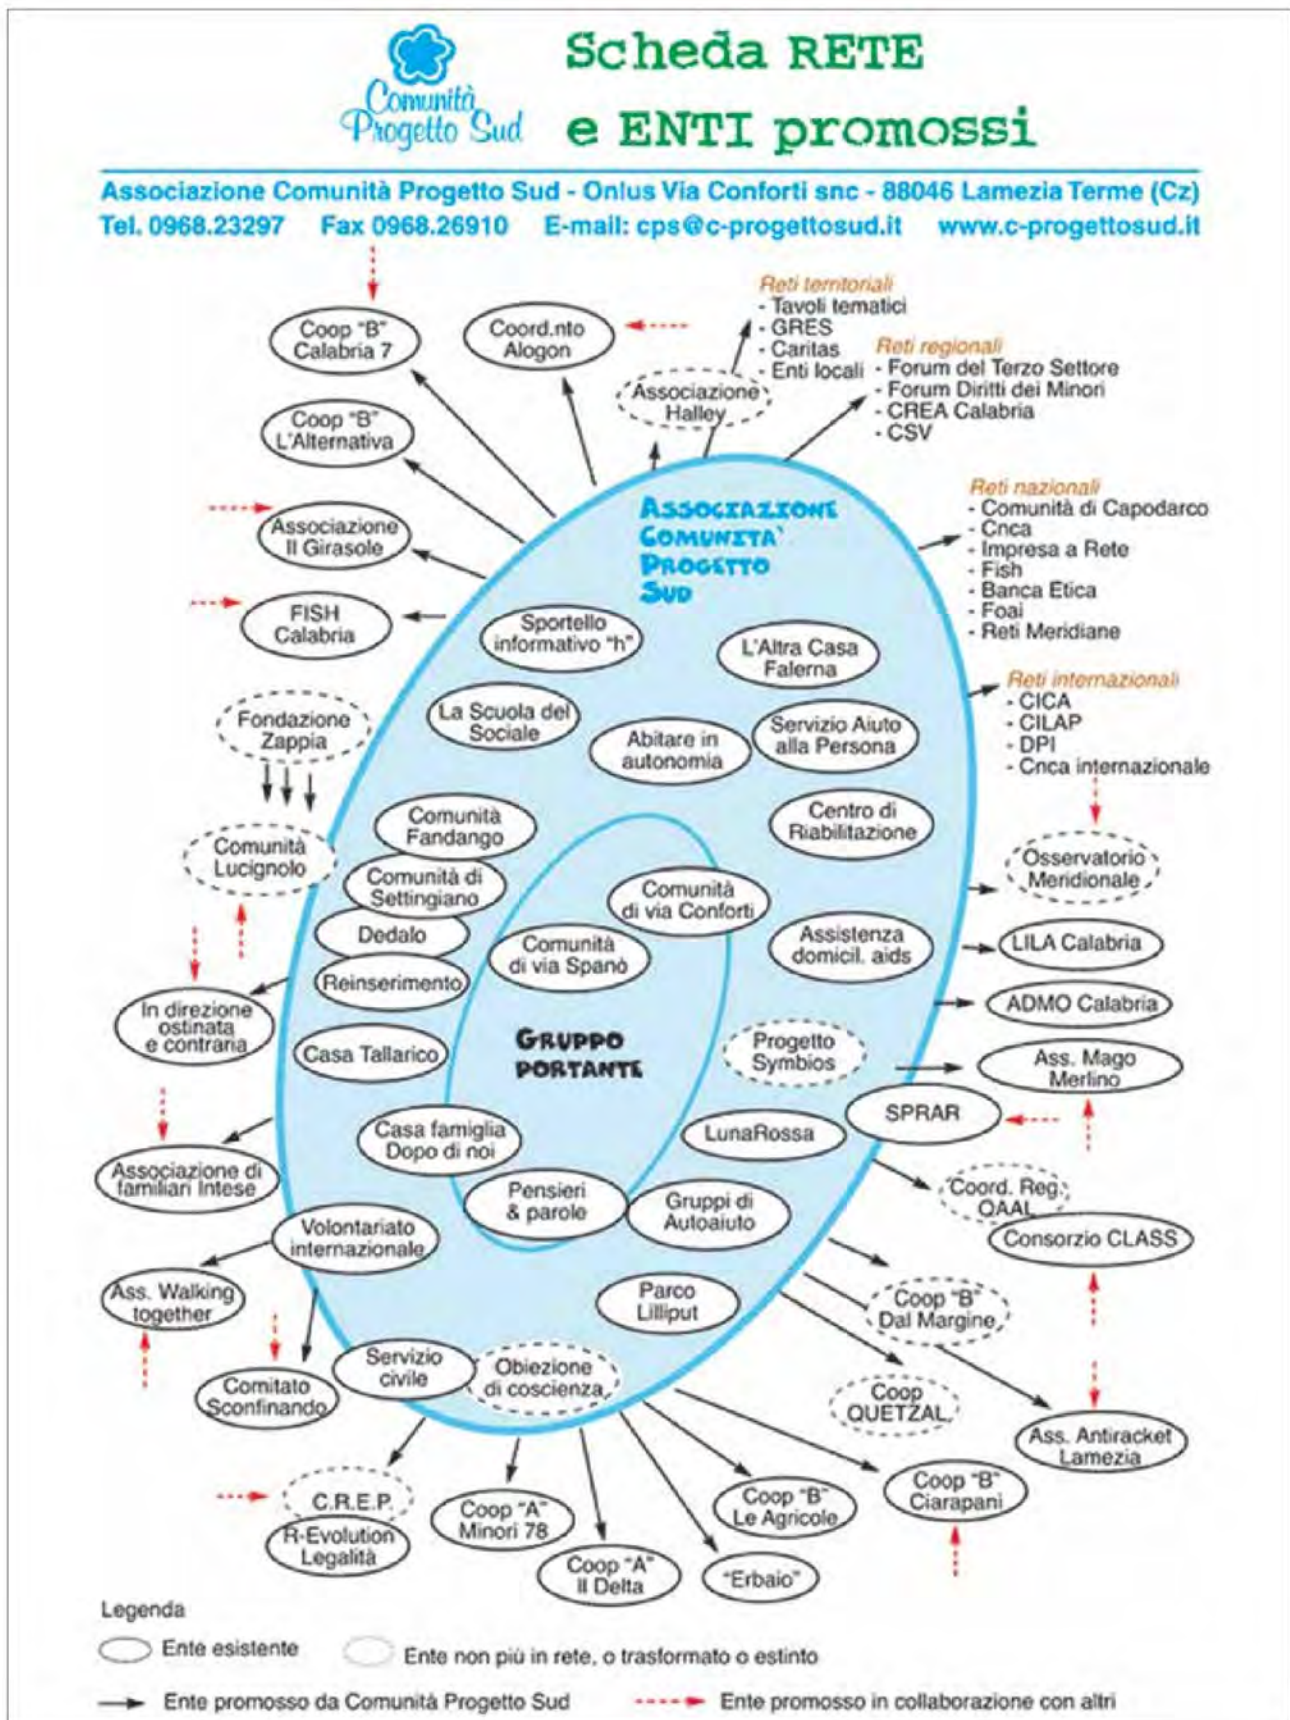 Comunità
Progetto Sud
Scheda RETE
e ENTI promossi
Associazione Comunità Progetto Sud - Onlus Via Conforti snc - 88046 Lamezia Terme (Cz)
Tel. 0968.23297 Fax 0968.26910 E-mail: cps@c-progettosud.it www.c-progettosud.it
Coop "B"
Calabria 7
Coord.nto
Alogon
Associazione
Halley
Reti territoriali
- Tavoli tematici
- GRES
- Caritas
- Enti locali
Reti regionali
- Forum del Terzo Settore
- Forum Diritti dei Minori
- CREA Calabria
- CSV
Coop "B"
L'Alternativa
Associazione
Il Girasole
FISH
Calabria
Reti nazionali
- Comunità di Capodarco
- Cnca
- Impresa a Rete
- Fish
- Banca Etica
- Foai
- Reti Meridiane
Reti internazionali
- CICA
- CILAP
- DPI
- Cnca internazionale
ASSOCIAZIONE
COMUNITA'
PROGETTO
SUD
Sportello
informativo "h"
L'Altra Casa
Falerna
La Scuola del
Sociale
Abitare in
autonomia
Servizio Aiuto
alla Persona
Fondazione
Zappia
Comunità
Lucignolo
Comunità
Fandango
Centro di
Riabilitazione
Comunità di
Settingiano
Comunità
di via Conforti
Osservatorio
Meridionale
Dedalo
Comunità
di via Spanò
Assistenza
domicil. aids
LILA Calabria
Reinserimento
ADMO Calabria
In direzione
ostinata
e contraria
Casa Tallarico
GRUPPO
PORTANTE
Progetto
Symbios
Ass. Mago
Merlino
SPRAR
Casa famiglia
Dopo di noi
LunaRossa
Associazione di
familiari Intese
Pensieri
& parole
Gruppi di
Autoaiuto
Coord. Reg.
OAAL
Consorzio CLASS
Volontariato
internazionale
Ass. Walking
together
Parco
Lilliput
Coop "B"
Dal Margine
Comitato
Sconfinando
Servizio
civile
Obiezione
di coscienza
Coop
QUETZAL
Ass. Antiracket
Lamezia
C.R.E.P.
R-Evolution
Legalità
Coop "A"
Minori 78
Coop "A"
Il Delta
"Erbaio"
Coop "B"
Le Agricole
Coop "B"
Ciarapani
Legenda
Ente esistente
Ente non più in rete, o trasformato o estinto
Ente promosso da Comunità Progetto Sud
Ente promosso in collaborazione con altri